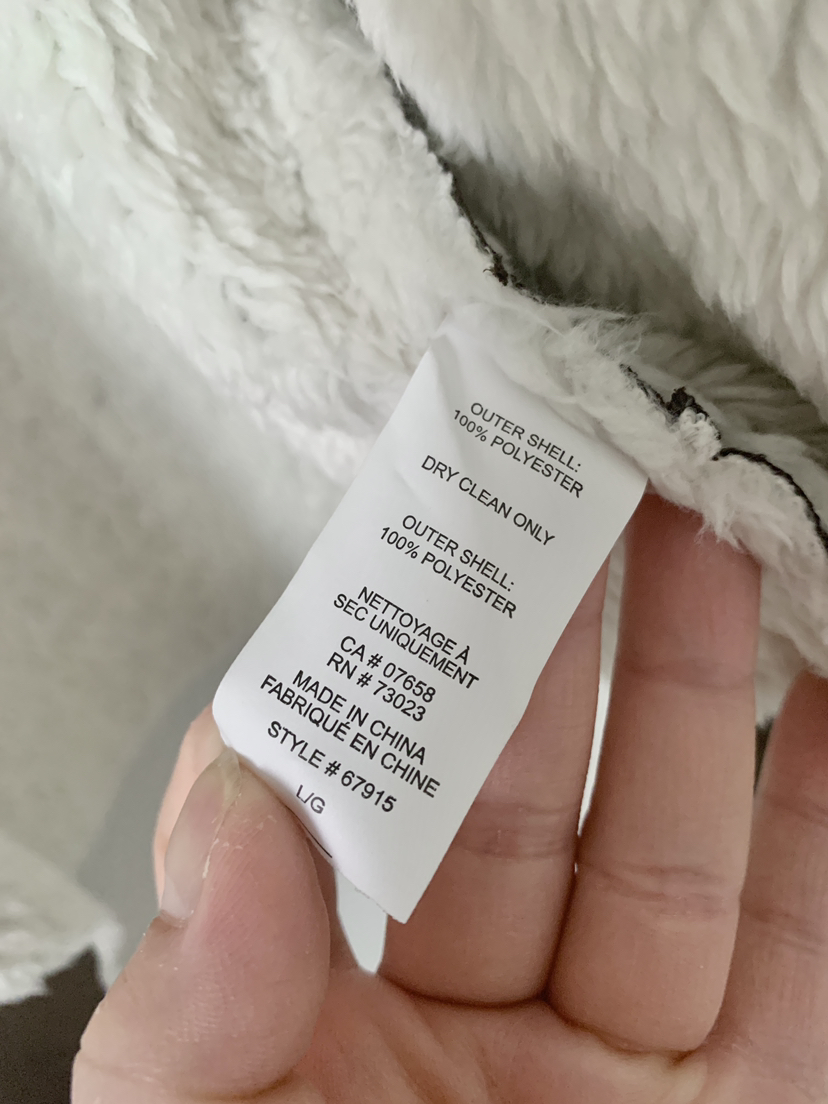 OUTER SHELL:
100% POLYESTER
DRY CLEAN ONLY
OUTER SHELL:
100% POLYESTER
NETTOYAGE À
SEC UNIQUEMENT
CA # 07658
RN # 73023
MADE IN CHINA
FABRIQUÉ EN CHINE
STYLE # 67915
L/G